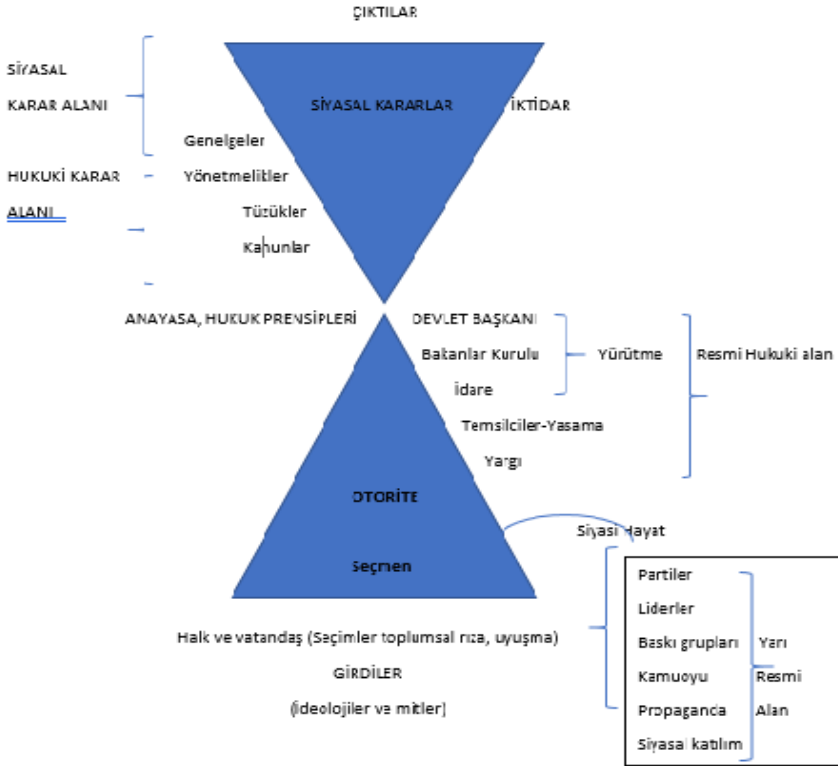 ÇIKTILAR
SİYASAL
KARAR ALANI
SİYASAL KARARLAR
İKTİDAR
Genelgeler
HUKUKİ KARAR
ALANI
Yönetmelikler
Tüzükler
Kanunlar
ANAYASA, HUKUK PRENSİPLERİ
DEVLET BAŞKANI
Bakanlar Kurulu
Yürütme
Resmi Hukuki alan
İdare
Temsilciler-Yasama
Yargı
OTORİTE
Seçmen
Siyasi Hayat
Partiler
Liderler
Baskı grupları
Kamuoyu
Propaganda
Siyasal katılım
Yarı
Resmi
Alan
Halk ve vatandaş (Seçimler toplumsal rıza, uyuşma)
GİRDİLER
(İdeolojiler ve mitler)